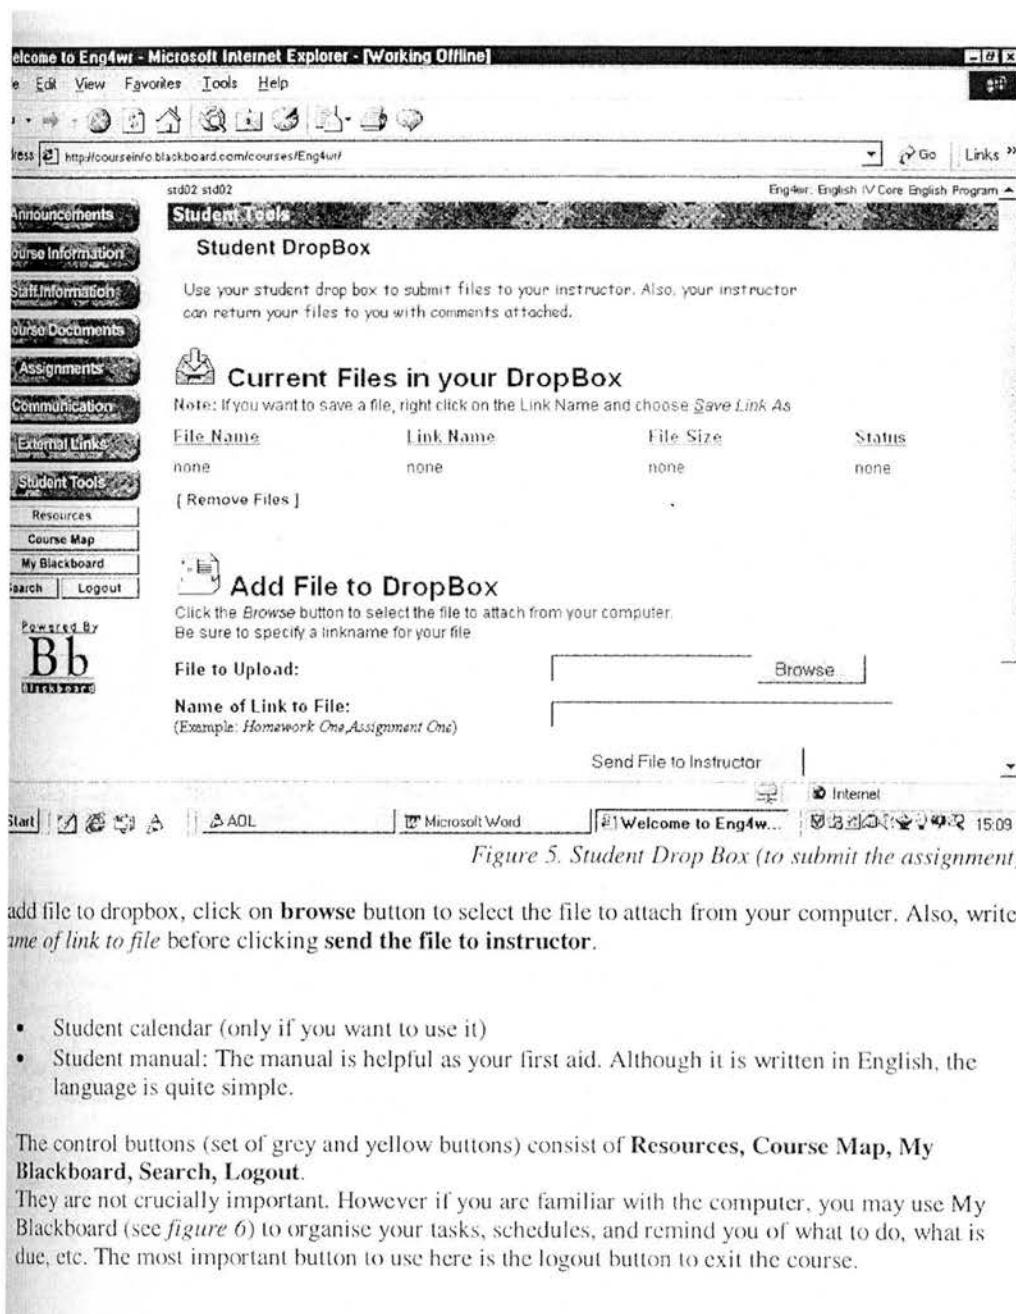 elcome to Eng4wr - Microsoft Internet Explorer - [Working Offline]
e Edit View Favorites Tools Help
ress http://courseinfo.blackboard.com/courses/Eng4wr/ Go Links »
std02 std02 Eng4wr: English IV Core English Program
Announcements
Student Tools
ourse Information
Student DropBox
Staff Information
Use your student drop box to submit files to your instructor. Also, your instructor
can return your files to you with comments attached.
ourse Documents
Assignments
Current Files in your DropBox
Communication
Note: If you want to save a file, right click on the Link Name and choose Save Link As
External Links
File Name Link Name File Size Status
none none none none
Student Tools
[ Remove Files ]
Resources
Course Map
My Blackboard
earch Logout
Add File to DropBox
Click the Browse button to select the file to attach from your computer.
Be sure to specify a linkname for your file
Powered By
Bb
Blackboard
File to Upload: Browse
Name of Link to File:
(Example: Homework One,Assignment One)
Send File to Instructor
Internet
Start AOL Microsoft Word Welcome to Eng4w... 15:09
Figure 5. Student Drop Box (to submit the assignment
add file to dropbox, click on browse button to select the file to attach from your computer. Also, write
ame of link to file before clicking send the file to instructor.
• Student calendar (only if you want to use it)
• Student manual: The manual is helpful as your first aid. Although it is written in English, the
language is quite simple.
The control buttons (set of grey and yellow buttons) consist of Resources, Course Map, My
Blackboard, Search, Logout.
They are not crucially important. However if you are familiar with the computer, you may use My
Blackboard (see figure 6) to organise your tasks, schedules, and remind you of what to do, what is
due, etc. The most important button to use here is the logout button to exit the course.